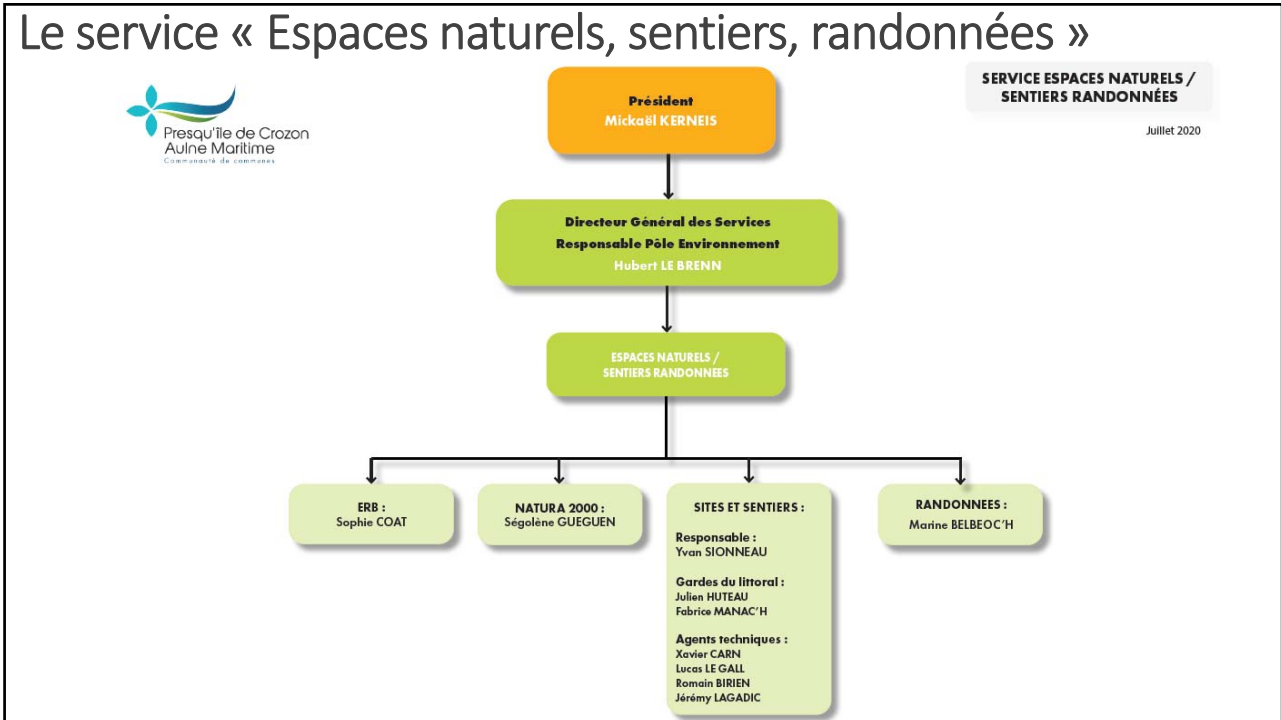 Le service « Espaces naturels, sentiers, randonnées »
Presqu'île de Crozon
Aulne Maritime
Communauté de communes
SERVICE ESPACES NATURELS /
SENTIERS RANDONNÉES
Juillet 2020
Président
Mickaël KERNEIS
Directeur Général des Services
Responsable Pôle Environnement
Hubert LE BRENN
ESPACES NATURELS /
SENTIERS RANDONNEES
ERB :
Sophie COAT
NATURA 2000 :
Ségolène GUEGUEN
SITES ET SENTIERS :
Responsable :
Yvan SIONNEAU
Gardes du littoral :
Julien HUTEAU
Fabrice MANAC'H
Agents techniques :
Xavier CARN
Lucas LE GALL
Romain BIRIEN
Jérémy LAGADIC
RANDONNEES :
Marine BELBEOC'H